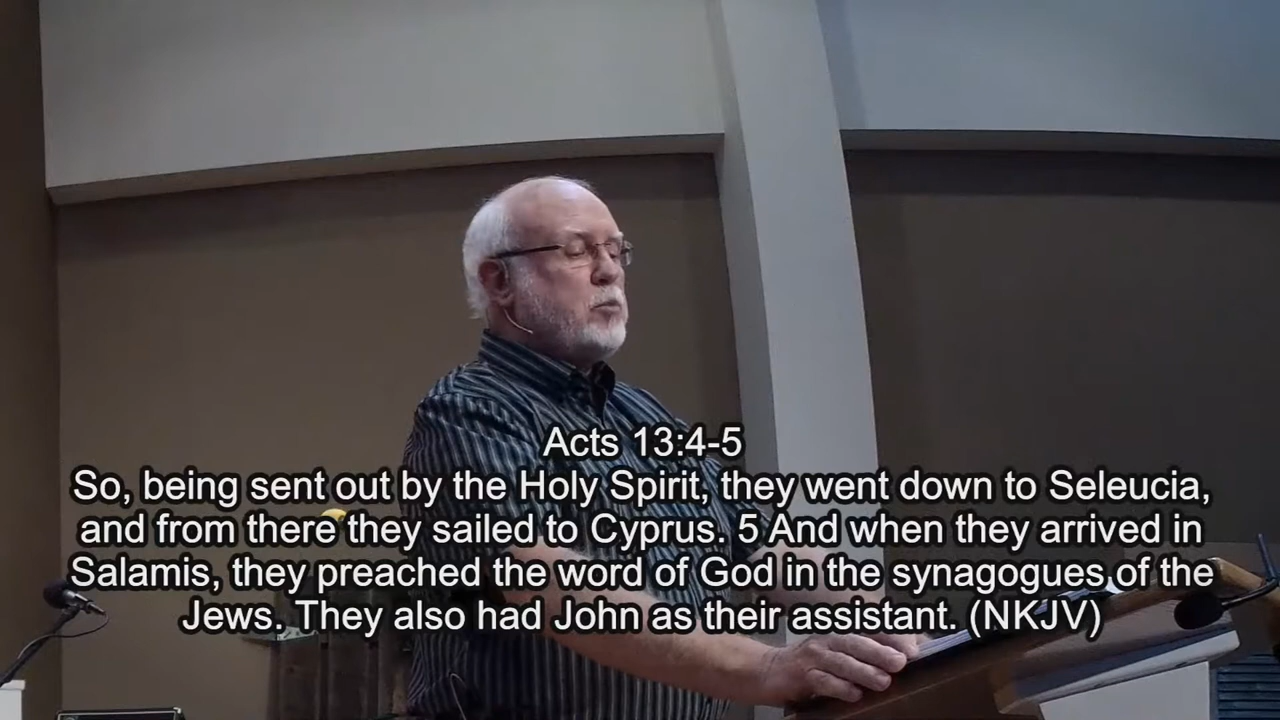 Acts 13:4-5
So, being sent out by the Holy Spirit, they went down to Seleucia,
and from there they sailed to Cyprus. 5 And when they arrived in
Salamis, they preached the word of God in the synagogues of the
Jews. They also had John as their assistant. (NKJV)